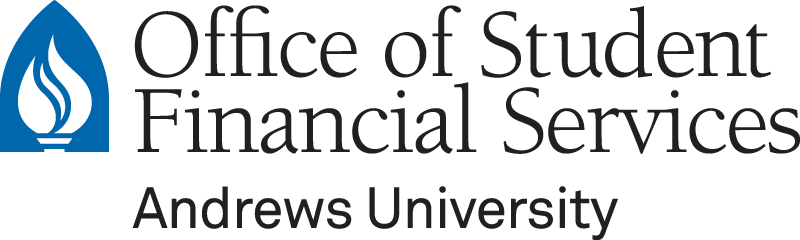 Office of Student
Financial Services
Andrews University